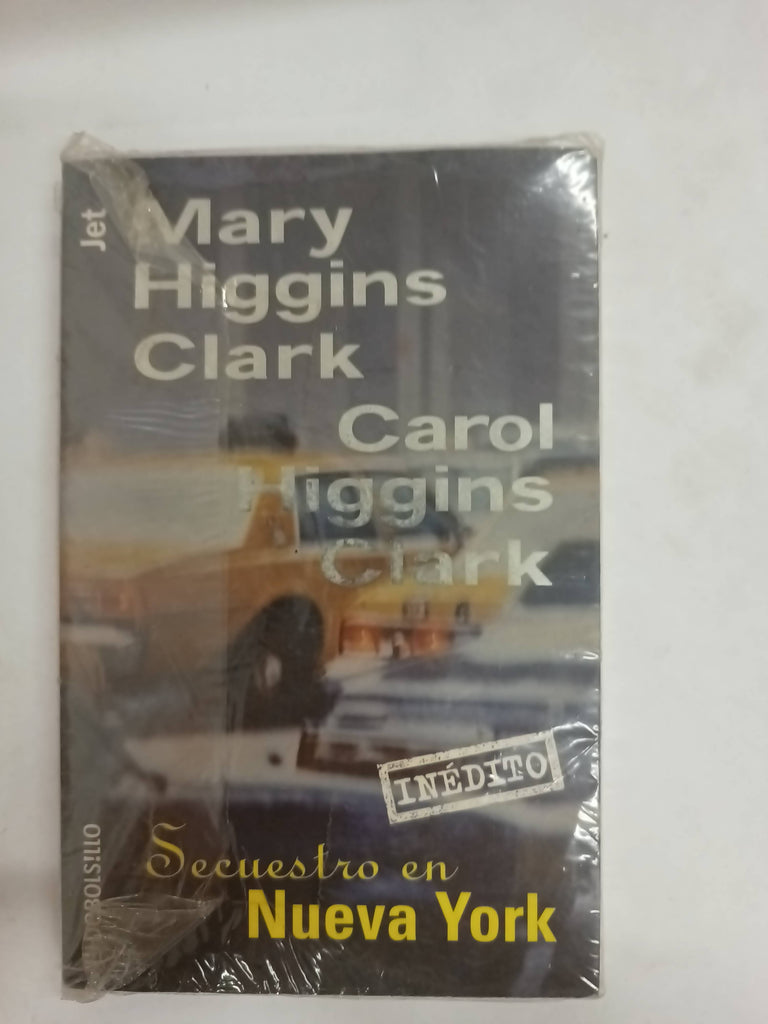 Jet
Mary
Higgins
Clark
Carol
Higgins
Clark
INÉDITO
Secuestro en
Nueva York